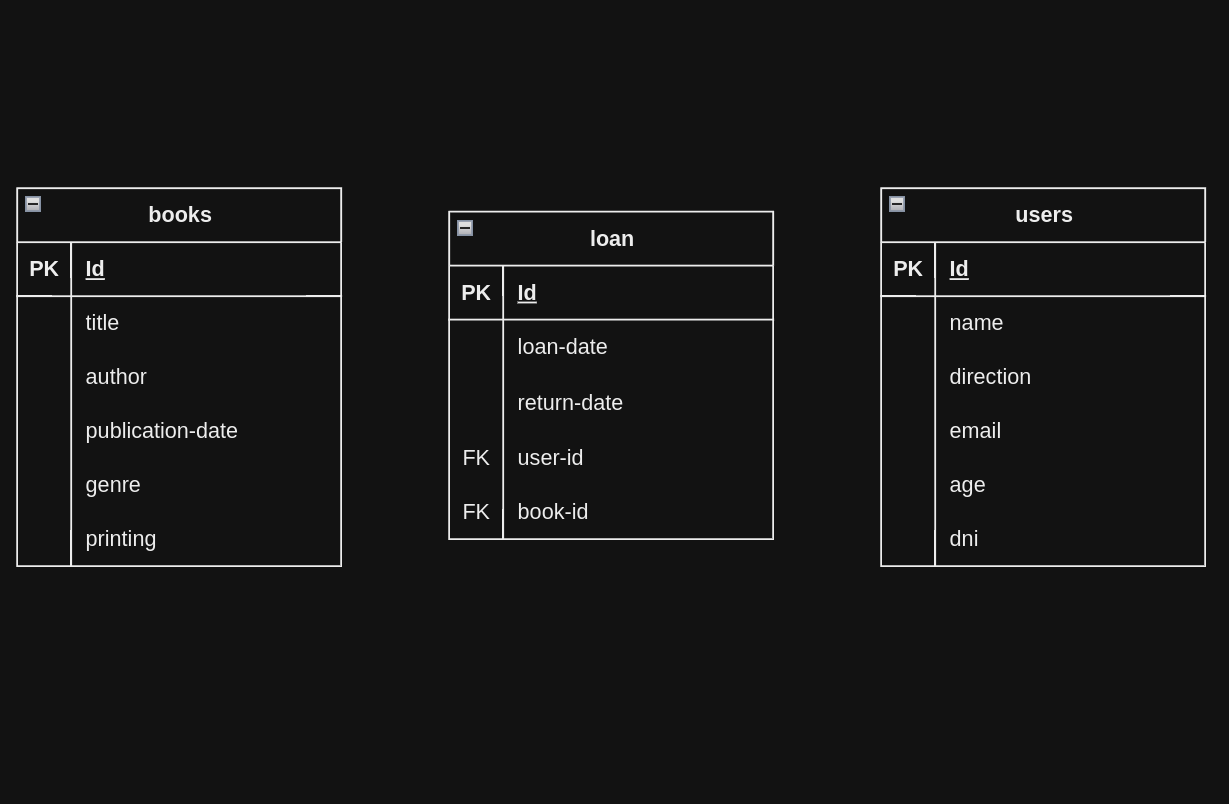 books
PK Id
title
author
publication-date
genre
printing
loan
PK Id
loan-date
return-date
FK user-id
FK book-id
users
PK Id
name
direction
email
age
dni